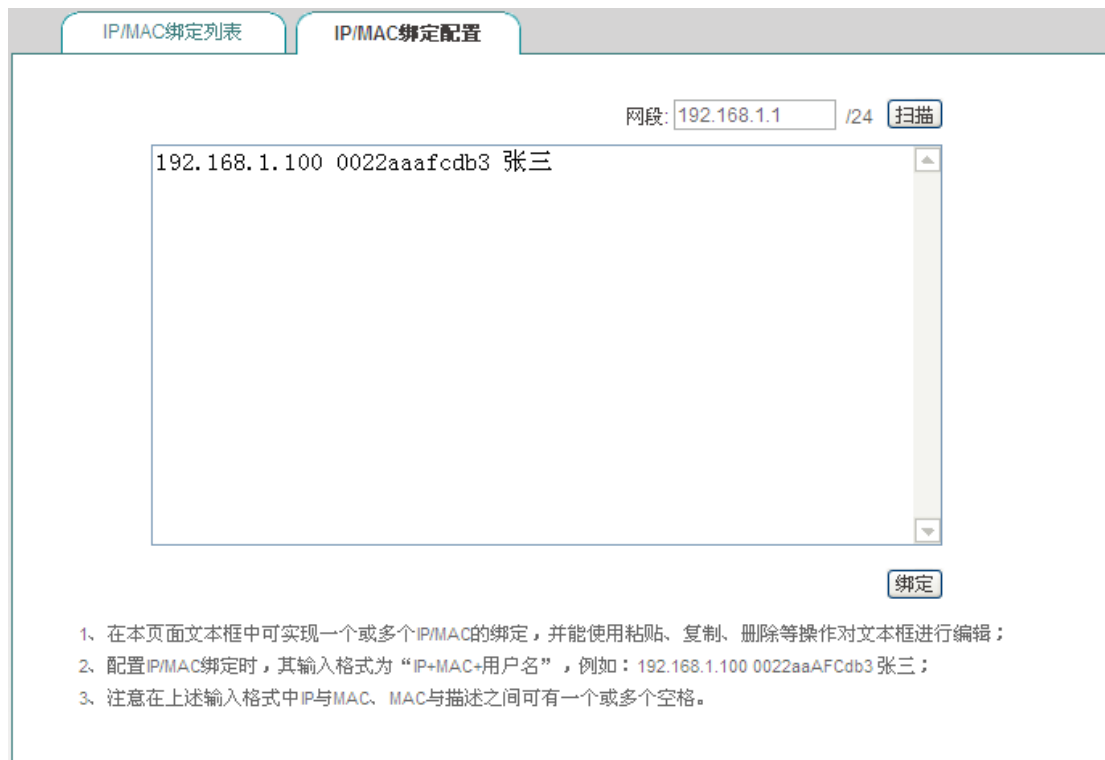 IP/MAC绑定列表
IP/MAC绑定配置
网段: 192.168.1.1 /24 扫描
192.168.1.100 0022aaafcdb3 张三
绑定
1、在本页面文本框中可实现一个或多个IP/MAC的绑定，并能使用粘贴、复制、删除等操作对文本框进行编辑；
2、配置IP/MAC绑定时，其输入格式为“IP+MAC+用户名”，例如：192.168.1.100 0022aaAFCdb3 张三；
3、注意在上述输入格式中IP与MAC、MAC与描述之间可有一个或多个空格。